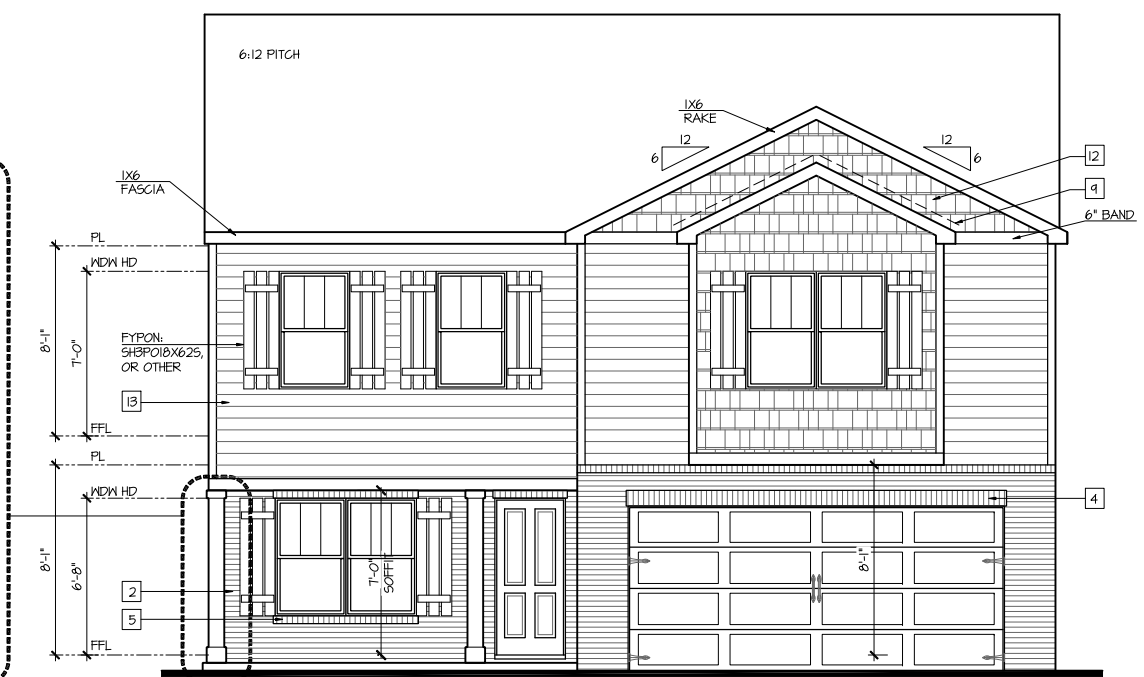 6:12 PITCH
1X6
RAKE
12
6
12
6
12
9
6" BAND
1X6
FASCIA
PL
WDW HD
8'-1"
7'-0"
FYPON:
SH3PO18X62S,
OR OTHER
13
FFL
PL
WDW HD
8'-1"
6'-8"
2
5
FFL
7'-0"
SOFFIT
8'-1"
4